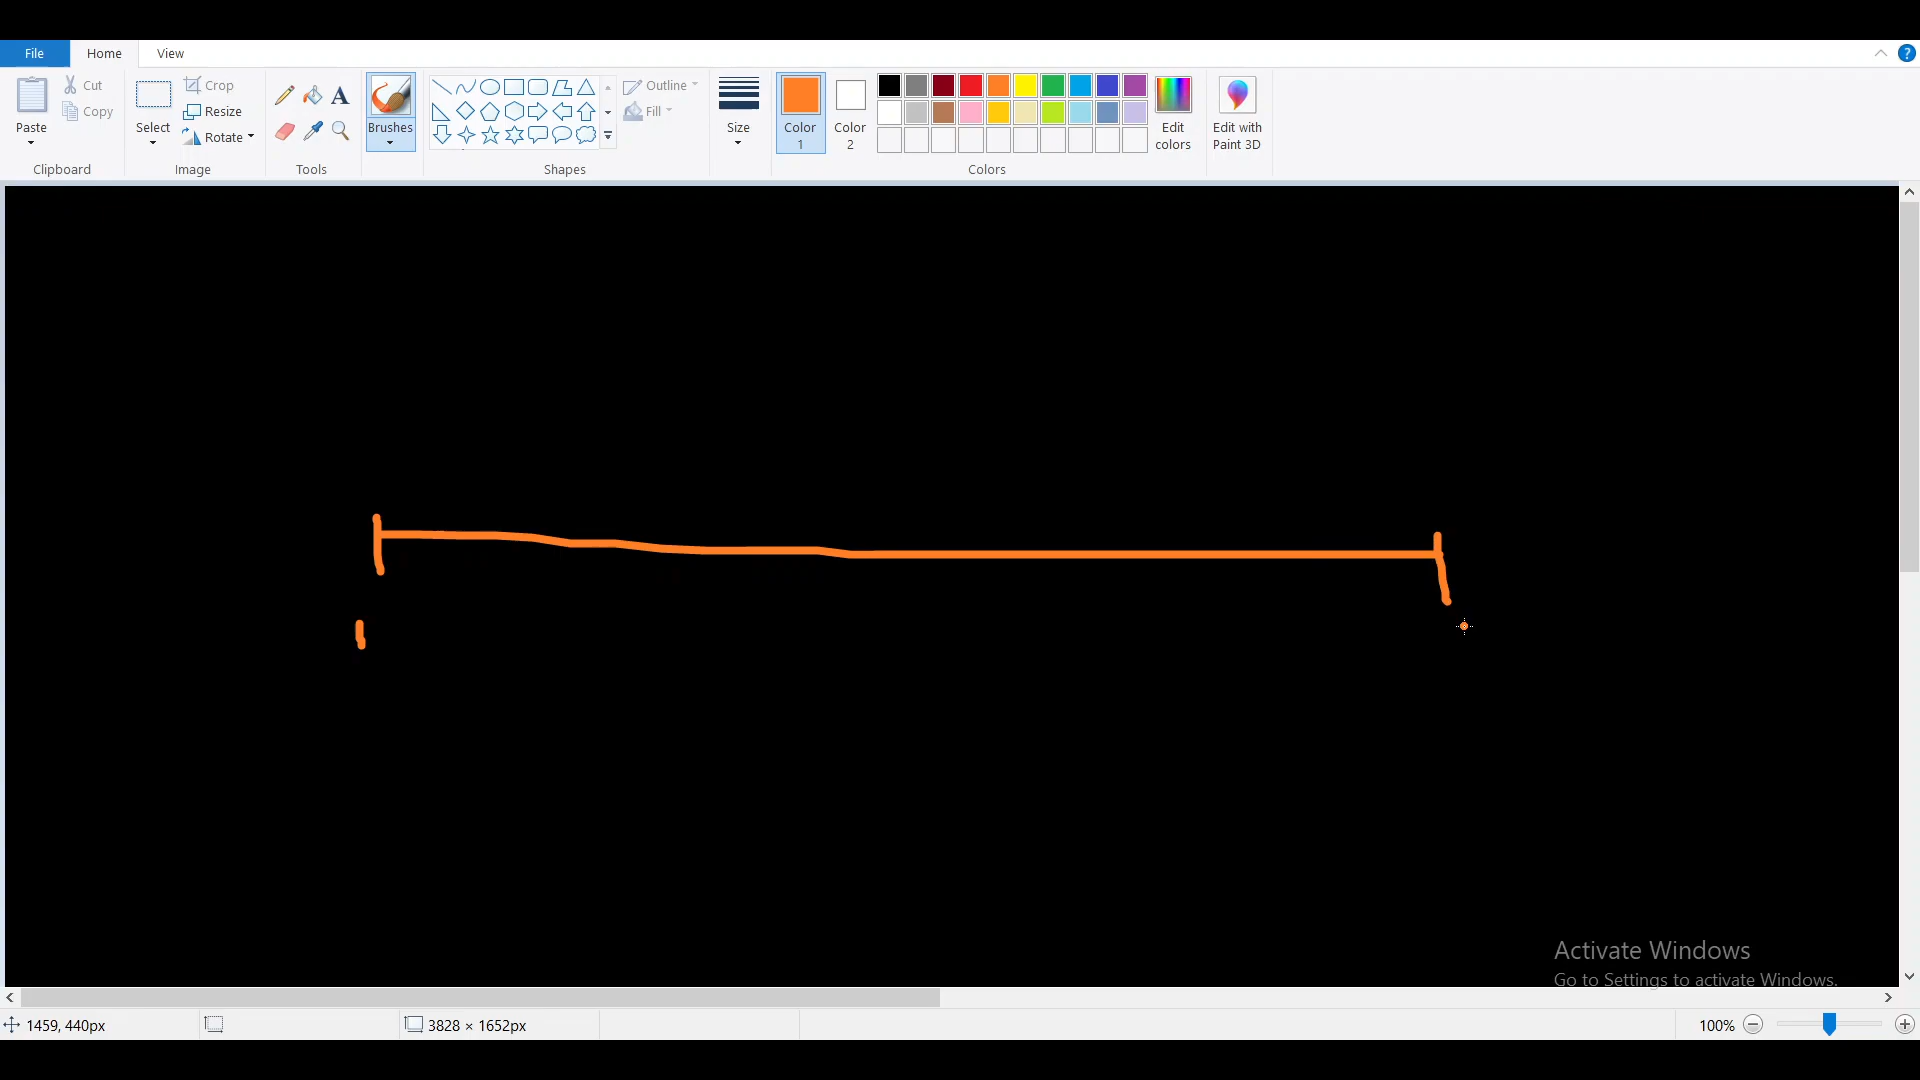 File Home View
Cut
Copy
Paste
Clipboard
Select
Crop
Resize
Rotate
Image
A
Tools
Brushes
Outline
Fill
Shapes
Size
Color
1
Color
2
Edit
colors
Colors
Edit with
Paint 3D
?
1
Activate Windows
Go to Settings to activate Windows.
1459, 440px
3828 × 1652px
100%